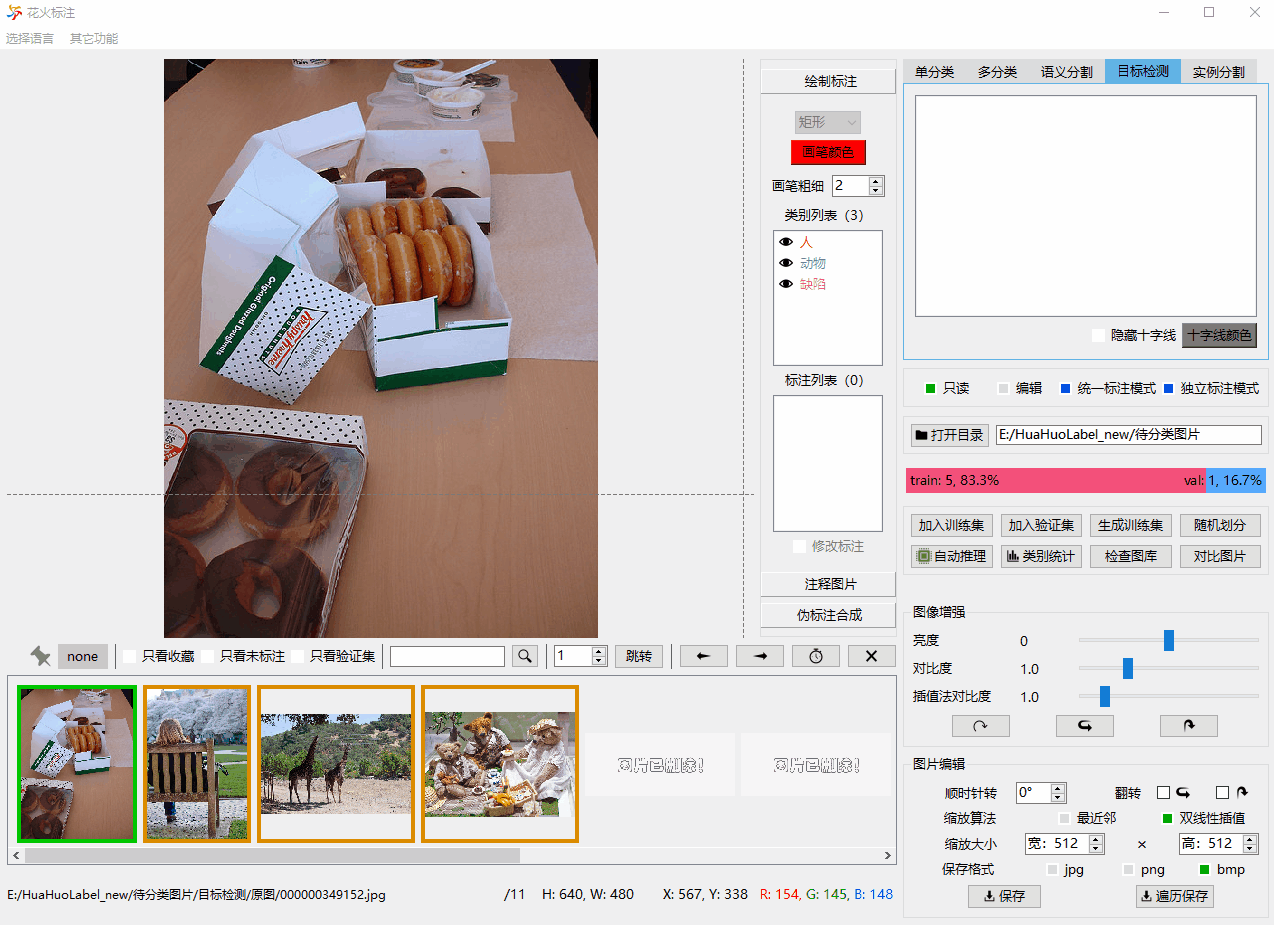 花火标注
选择语言 其它功能
绘制标注
矩形
画笔颜色
画笔粗细 2
类别列表（3）
人
动物
缺陷
标注列表（0）
修改标注
注释图片
伪标注合成
单分类 多分类 语义分割 目标检测 实例分割
隐藏十字线 十字线颜色
只读 编辑 统一标注模式 独立标注模式
打开目录 E:/HuaHuoLabel_new/待分类图片
train: 5, 83.3% val: 1, 16.7%
加入训练集 加入验证集 生成训练集 随机划分
自动推理 类别统计 检查图库 对比图片
图像增强
亮度 0
对比度 1.0
插值法对比度 1.0
图片编辑
顺时针转 0° 翻转
缩放算法 最近邻 双线性插值
缩放大小 宽: 512 × 高: 512
保存格式 jpg png bmp
保存 遍历保存
Original Glazed Doughnuts
Krispy Kreme
DOUGHNUTS
none 只看收藏 只看未标注 只看验证集 1 跳转
图片已删除! 图片已删除!
E:/HuaHuoLabel_new/待分类图片/目标检测/原图/000000349152.jpg /11 H: 640, W: 480 X: 567, Y: 338 R: 154, G: 145, B: 148